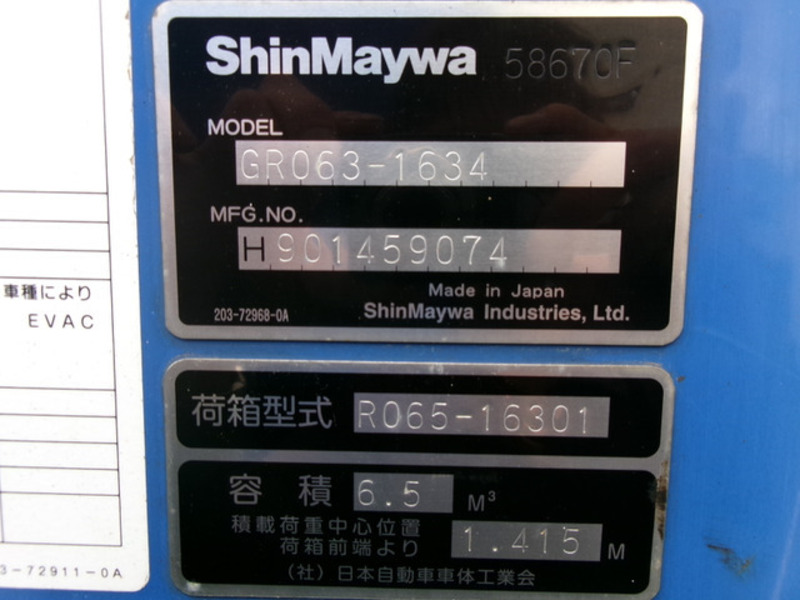 ShinMaywa 58670F
MODEL
GR063-1634
MFG.NO.
H901459074
Made in Japan
203-72968-0A ShinMaywa Industries, Ltd.
車種により
EVAC
3-72911-0A
荷箱型式 R065-16301
容積 6.5 M³
積載荷重中心位置
荷箱前端より 1.415 M
(社)日本自動車車体工業会